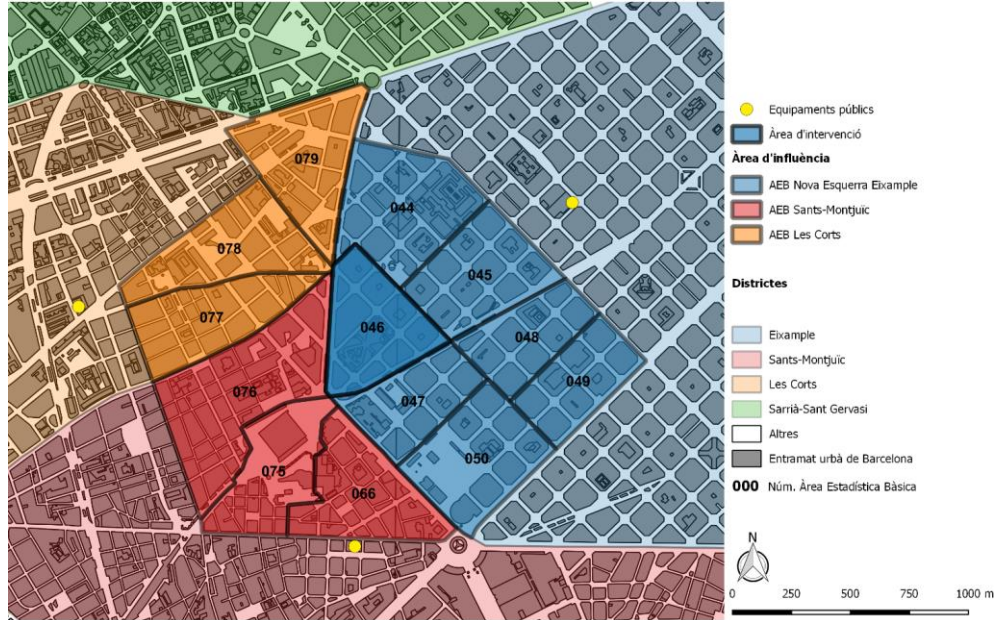 079
044
078
045
077
046
048
049
076
047
050
075
066
Equipaments públics
Àrea d'intervenció
Àrea d'influència
AEB Nova Esquerra Eixample
AEB Sants-Montjuïc
AEB Les Corts
Districtes
Eixample
Sants-Montjuïc
Les Corts
Sarrià-Sant Gervasi
Altres
Entramat urbà de Barcelona
000 Núm. Àrea Estadística Bàsica
N
0 250 500 750 1000 m